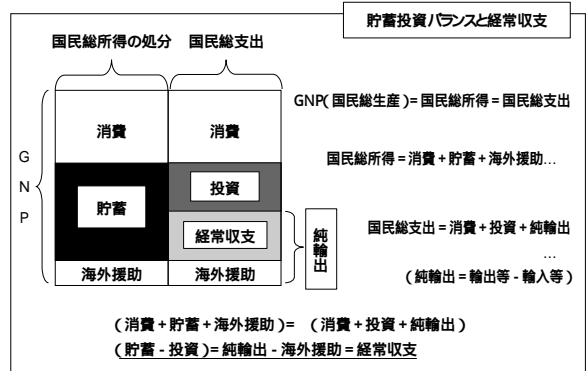 貯蓄投資バランスと経常収支
国民総所得の処分
国民総支出
GNP
消費
消費
貯蓄
投資
経常収支
純輸出
海外援助
海外援助
GNP(国民総生産)=国民総所得=国民総支出
国民総所得=消費+貯蓄+海外援助…
国民総支出=消費+投資+純輸出
…
(純輸出=輸出等-輸入等)
(消費+貯蓄+海外援助)= (消費+投資+純輸出)
(貯蓄-投資)=純輸出-海外援助=経常収支